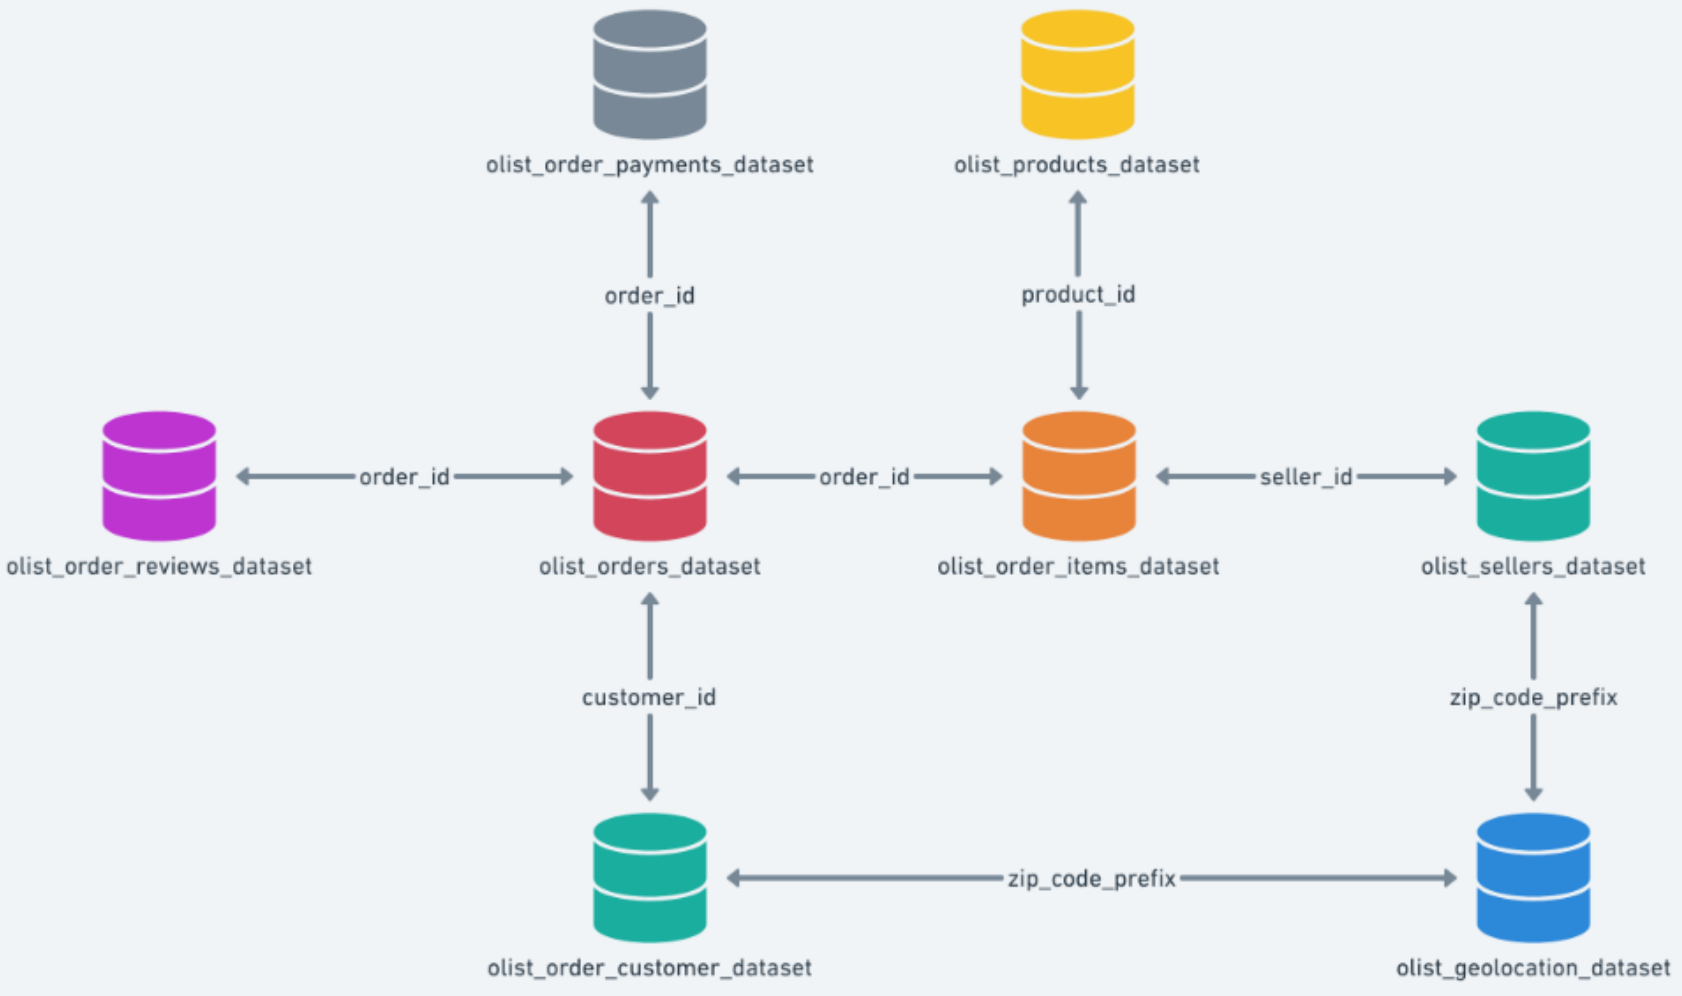 olist_order_payments_dataset
olist_products_dataset
order_id
product_id
order_id
order_id
seller_id
olist_order_reviews_dataset
olist_orders_dataset
olist_order_items_dataset
olist_sellers_dataset
customer_id
zip_code_prefix
zip_code_prefix
olist_order_customer_dataset
olist_geolocation_dataset